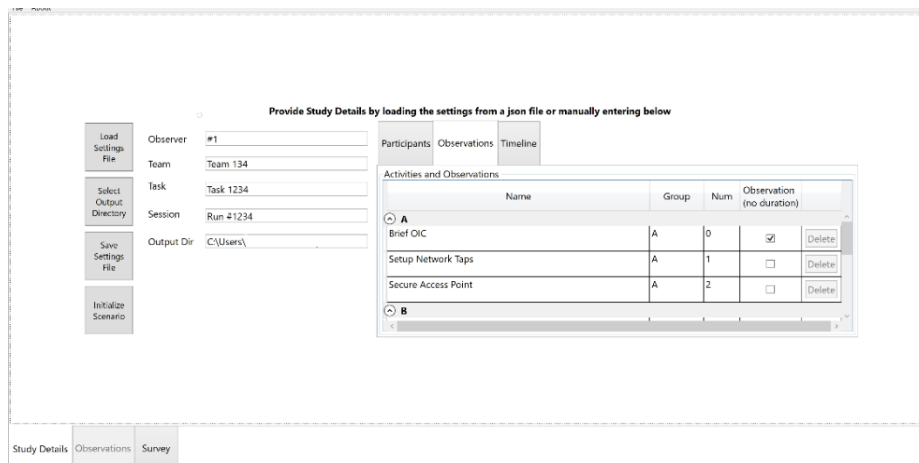 Provide Study Details by loading the settings from a json file or manually entering below
Load
Settings
File
Select
Output
Directory
Save
Settings
File
Initialize
Scenario
Observer #1
Team Team 134
Task Task 1234
Session Run #1234
Output Dir C:\Users\
Participants Observations Timeline
Activities and Observations
Name Group Num Observation
(no duration)
A
Brief OIC A 0 Delete
Setup Network Taps A 1 Delete
Secure Access Point A 2 Delete
B
Study Details Observations Survey